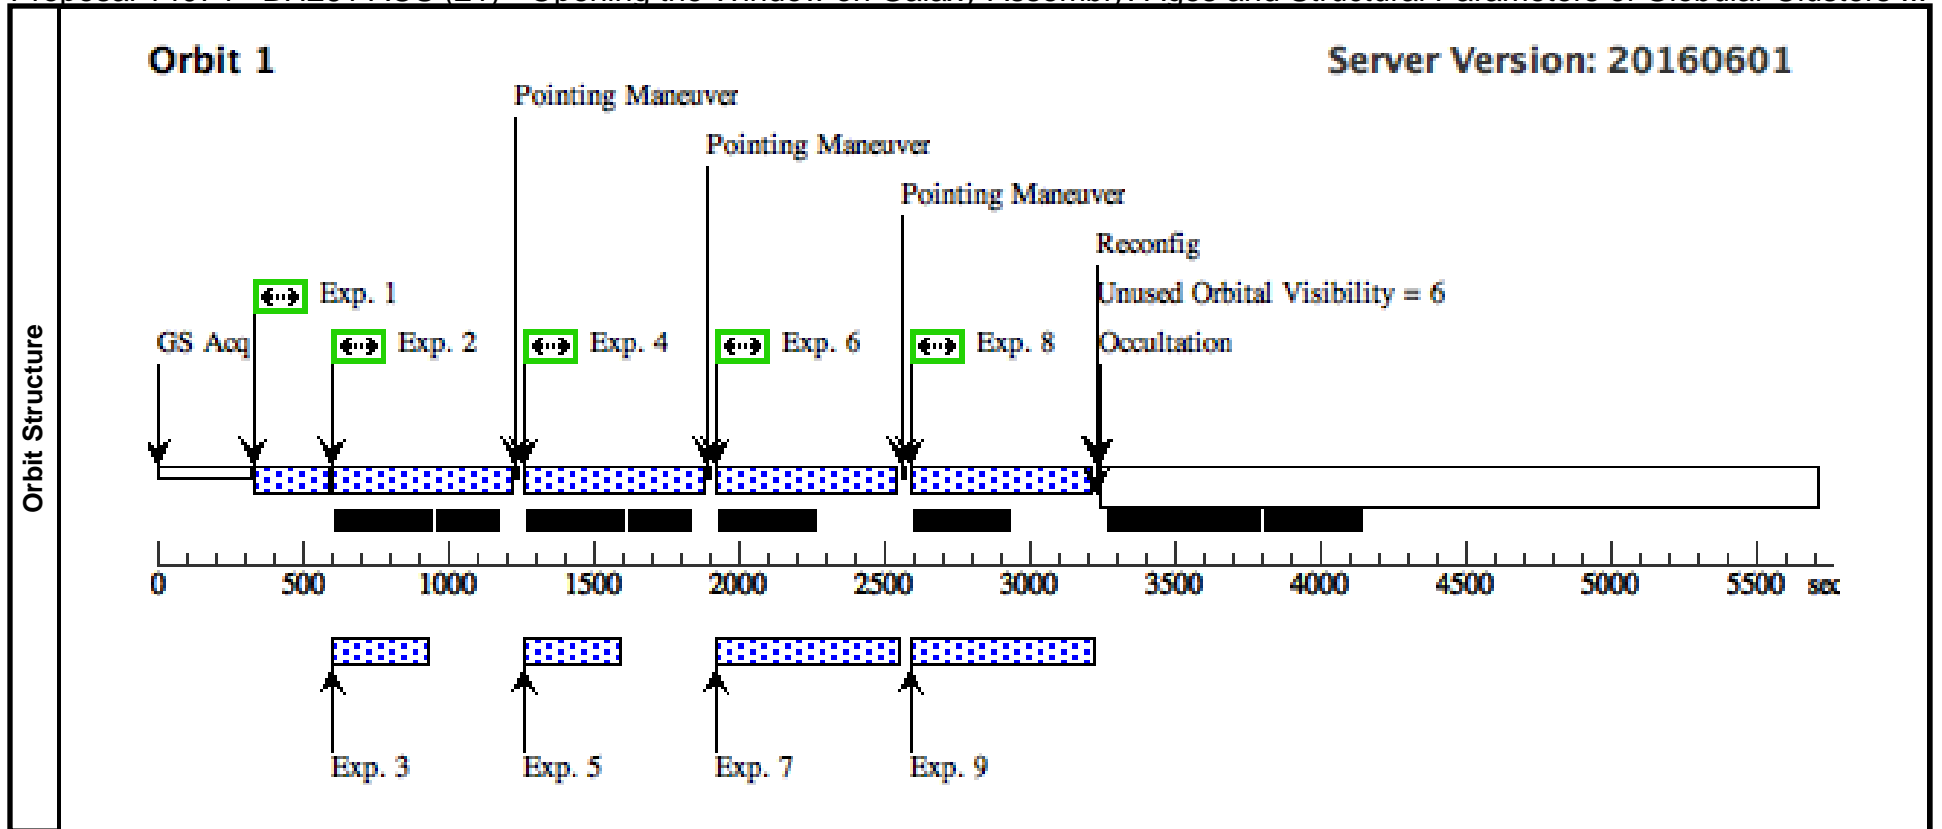 Orbit 1
Server Version: 20160601
Pointing Maneuver
Pointing Maneuver
Pointing Maneuver
Reconfig
Exp. 1
Unused Orbital Visibility = 6
GS Acq
Exp. 2
Exp. 4
Exp. 6
Exp. 8
Occultation
Orbit Structure
0 500 1000 1500 2000 2500 3000 3500 4000 4500 5000 5500 sec
Exp. 3
Exp. 5
Exp. 7
Exp. 9